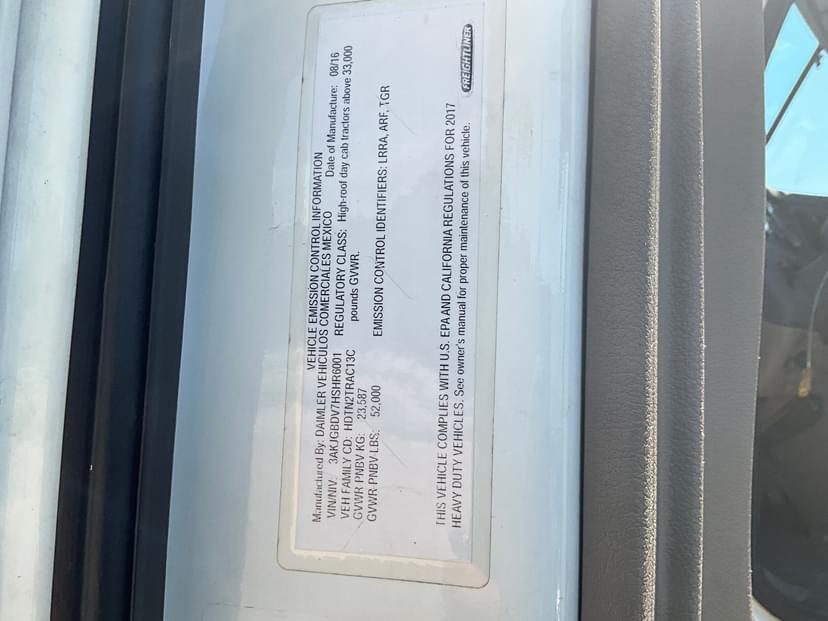 VEHICLE EMISSION CONTROL INFORMATION
Manufactured By: DAIMLER VEHICULOS COMERCIALES MEXICO
VIN/NIV: 3AKJGBDV7HSHR6001 Date of Manufacture: 08/16
VEH FAMILY CD: HDTN2TRAC13C REGULATORY CLASS: High-roof day cab tractors above 33,000
GVWR PNBV KG: 23,587 pounds GVWR.
GVWR PNBV-LBS: 52,000 EMISSION CONTROL IDENTIFIERS: LRRA, ARF, TGR
THIS VEHICLE COMPLIES WITH U.S. EPA AND CALIFORNIA REGULATIONS FOR 2017
HEAVY DUTY VEHICLES. See owner's manual for proper maintenance of this vehicle.
FREIGHTLINER